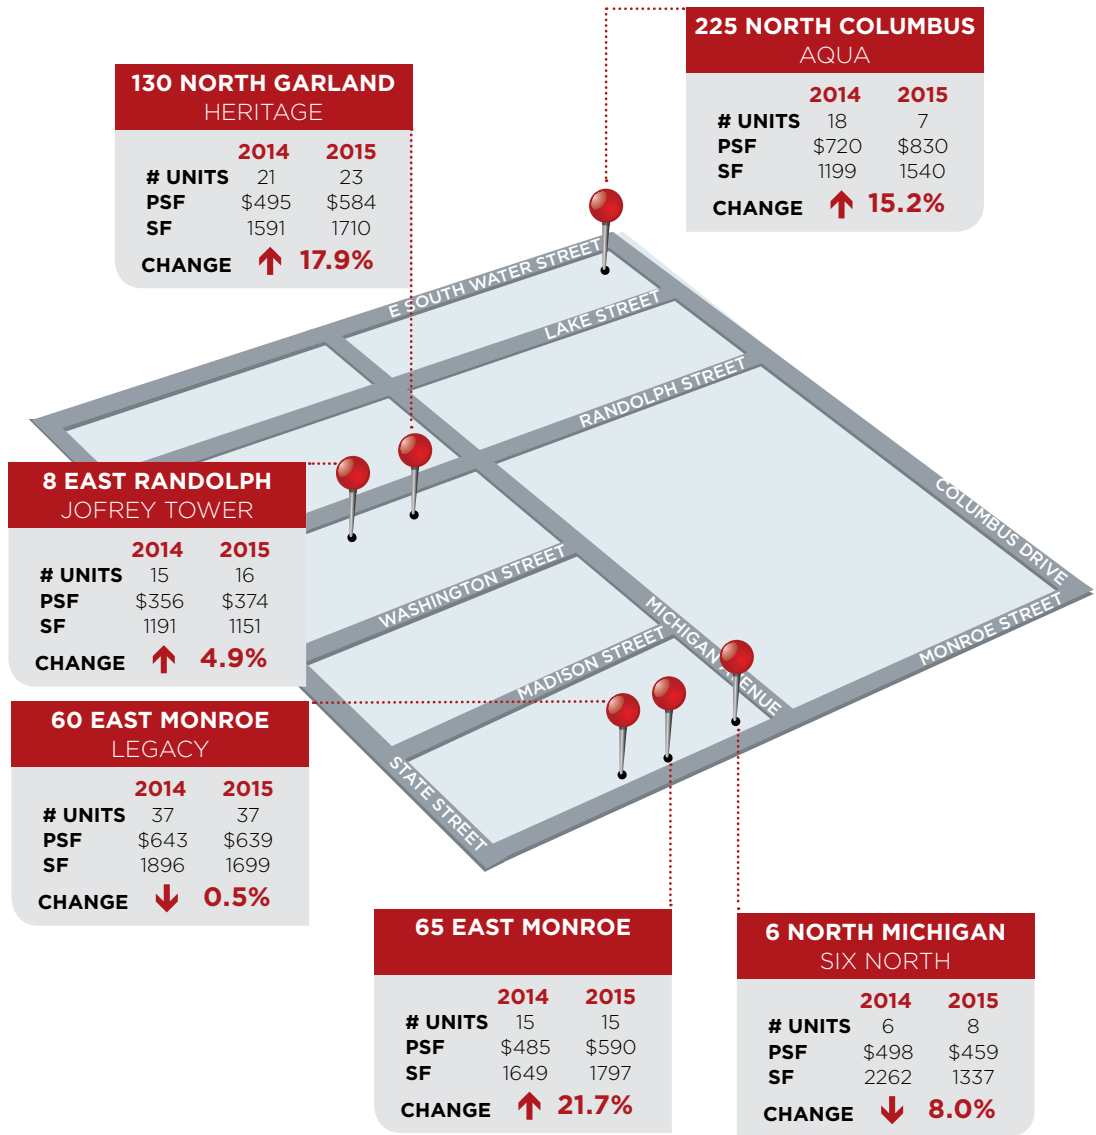 225 NORTH COLUMBUS
AQUA
2014 2015
# UNITS 18 7
PSF $720 $830
SF 1199 1540
CHANGE 15.2%
130 NORTH GARLAND
HERITAGE
2014 2015
# UNITS 21 23
PSF $495 $584
SF 1591 1710
CHANGE 17.9%
E SOUTH WATER STREET
LAKE STREET
RANDOLPH STREET
COLUMBUS DRIVE
8 EAST RANDOLPH
JOFREY TOWER
2014 2015
# UNITS 15 16
PSF $356 $374
SF 1191 1151
CHANGE 4.9%
WASHINGTON STREET
MICHIGAN AVENUE
MADISON STREET
MONROE STREET
STATE STREET
60 EAST MONROE
LEGACY
2014 2015
# UNITS 37 37
PSF $643 $639
SF 1896 1699
CHANGE 0.5%
65 EAST MONROE
2014 2015
# UNITS 15 15
PSF $485 $590
SF 1649 1797
CHANGE 21.7%
6 NORTH MICHIGAN
SIX NORTH
2014 2015
# UNITS 6 8
PSF $498 $459
SF 2262 1337
CHANGE 8.0%